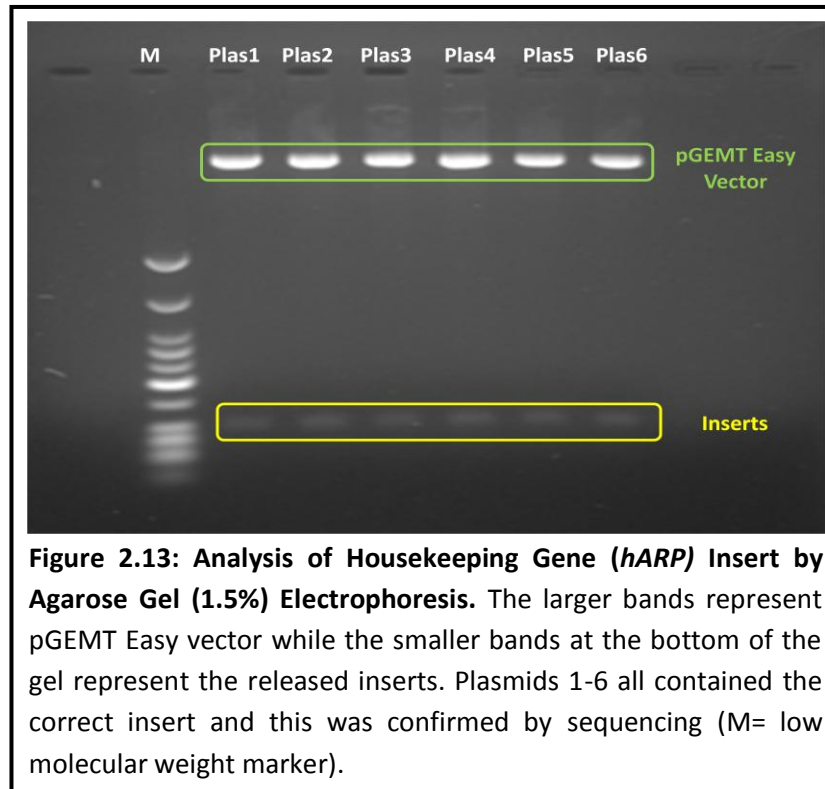 M Plas1 Plas2 Plas3 Plas4 Plas5 Plas6
pGEMT Easy
Vector
Inserts
Figure 2.13: Analysis of Housekeeping Gene (hARP) Insert by
Agarose Gel (1.5%) Electrophoresis. The larger bands represent
pGEMT Easy vector while the smaller bands at the bottom of the
gel represent the released inserts. Plasmids 1-6 all contained the
correct insert and this was confirmed by sequencing (M= low
molecular weight marker).